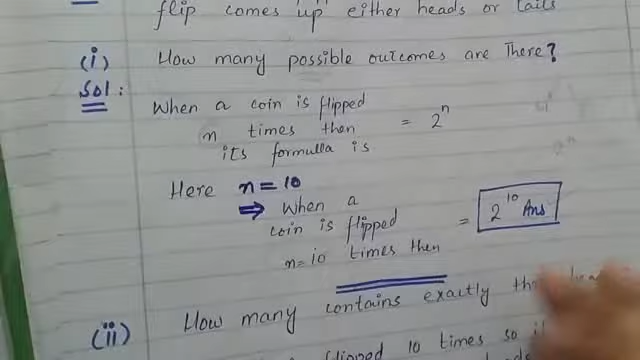 flip comes up either heads or tails
(i) How many possible outcomes are There?
Sol:
When a coin is flipped
n times then = 2^n
its formulla is
Here n = 10
⇒ When a
coin is flipped = 2^10 Ans
n = 10 times then
(ii) How many contains exactly
flipped 10 times so